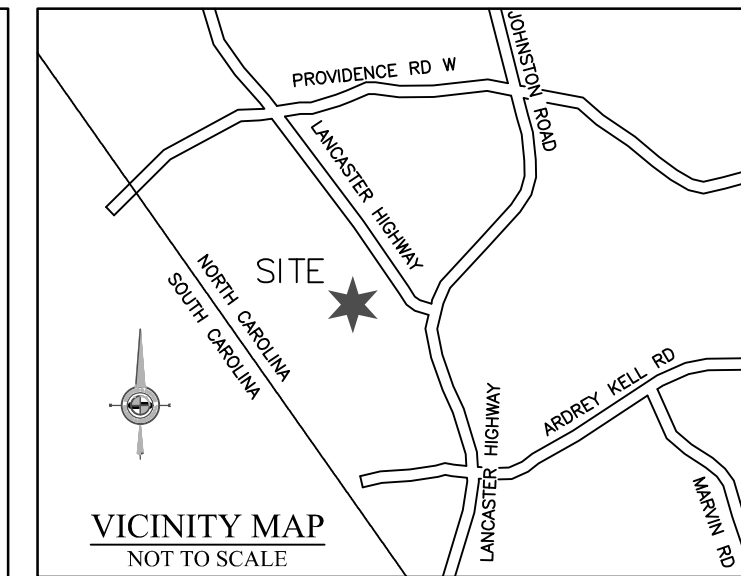 PROVIDENCE RD W
JOHNSTON ROAD
LANCASTER HIGHWAY
NORTH CAROLINA
SOUTH CAROLINA
SITE
ARDREY KELL RD
LANCASTER HIGHWAY
MARVIN RD
VICINITY MAP
NOT TO SCALE